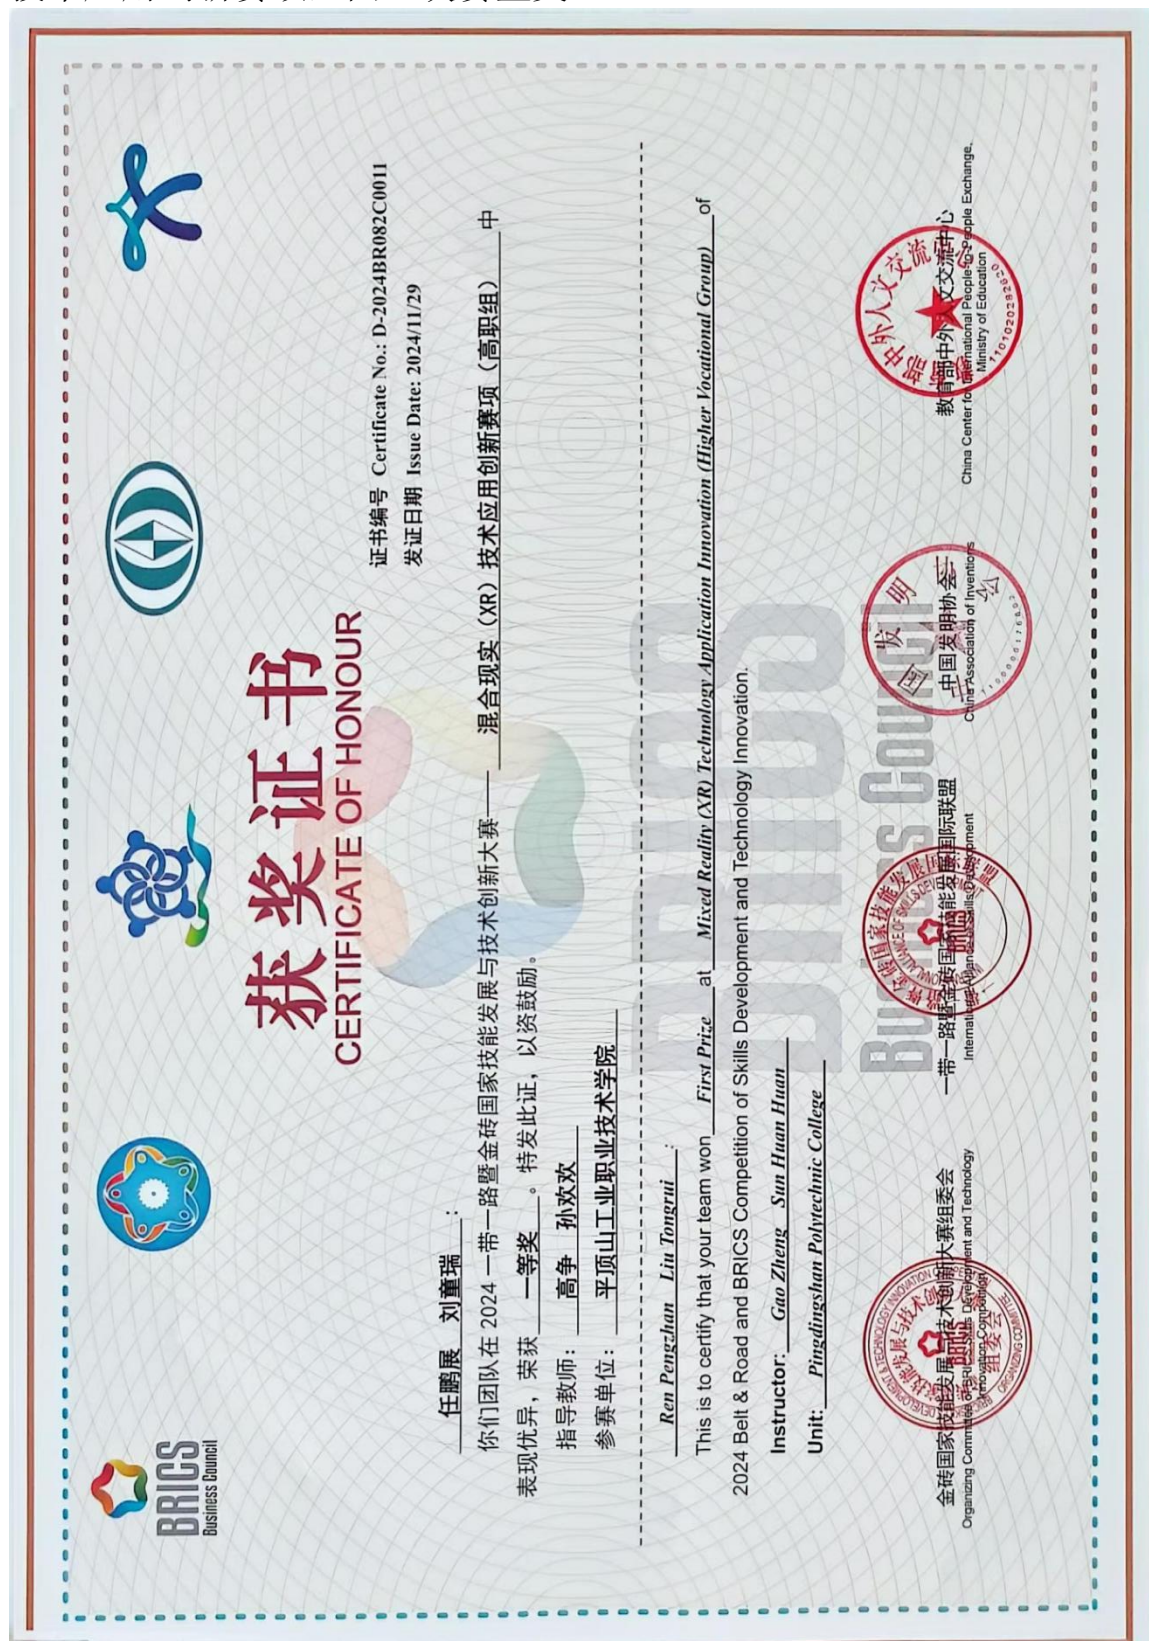 BRICS
Business Council
获奖证书
CERTIFICATE OF HONOUR
证书编号 Certificate No.: D-2024BR082C0011
发证日期 Issue Date: 2024/11/29
任鹏展 刘童瑞：
你们团队在 2024 一带一路暨金砖国家技能发展与技术创新大赛—— 混合现实（XR）技术应用创新赛项（高职组） 中
表现优异，荣获 一等奖 。特发此证，以资鼓励。
指导教师： 高争 孙欢欢
参赛单位： 平顶山工业职业技术学院
Ren Pengzhan Liu Tongrui :
This is to certify that your team won First Prize at Mixed Reality (XR) Technology Application Innovation (Higher Vocational Group) of
2024 Belt & Road and BRICS Competition of Skills Development and Technology Innovation.
Instructor: Gao Zheng Sun Huan Huan
Unit: Pingdingshan Polytechnic College
BRICS
Business Council
金砖国家技能发展与技术创新大赛组委会
Organizing Committee of BRICS Skills Development and Technology
Innovation Competition
一带一路暨金砖国家技能发展国际联盟
International Alliance of Skills Development
中国发明协会
China Association of Inventions
教育部中外人文交流中心
China Center for International People-to-People Exchange,
Ministry of Education